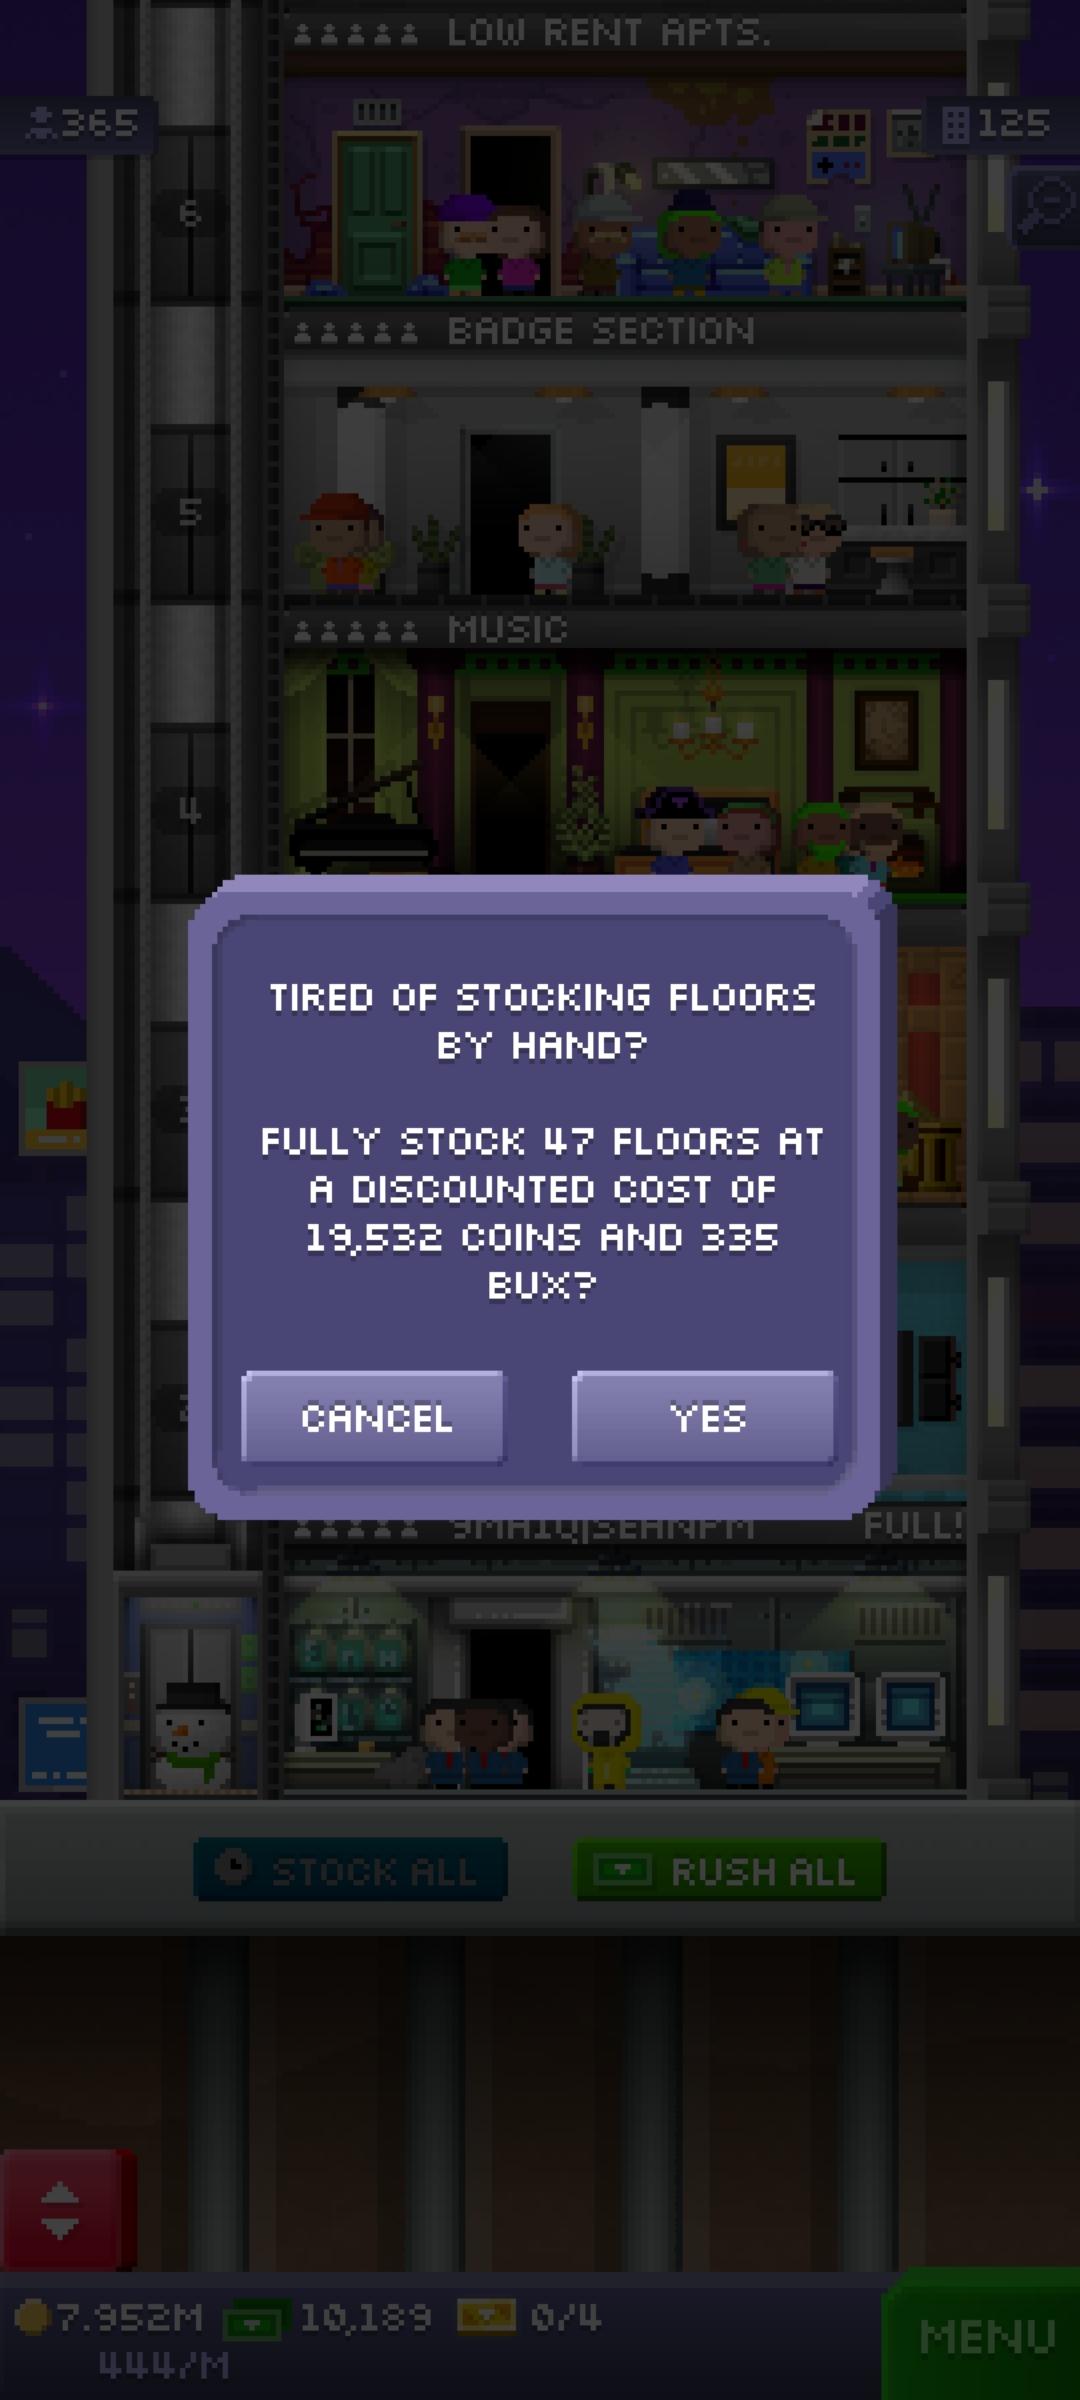 LOW RENT APTS.
365
125
6
BADGE SECTION
5
MUSIC
4
TIRED OF STOCKING FLOORS
BY HAND?
FULLY STOCK 47 FLOORS AT
A DISCOUNTED COST OF
19,532 COINS AND 335
BUX?
CANCEL
YES
FULL!
STOCK ALL
RUSH ALL
7.952M
10,189
0/4
444/M
MENU